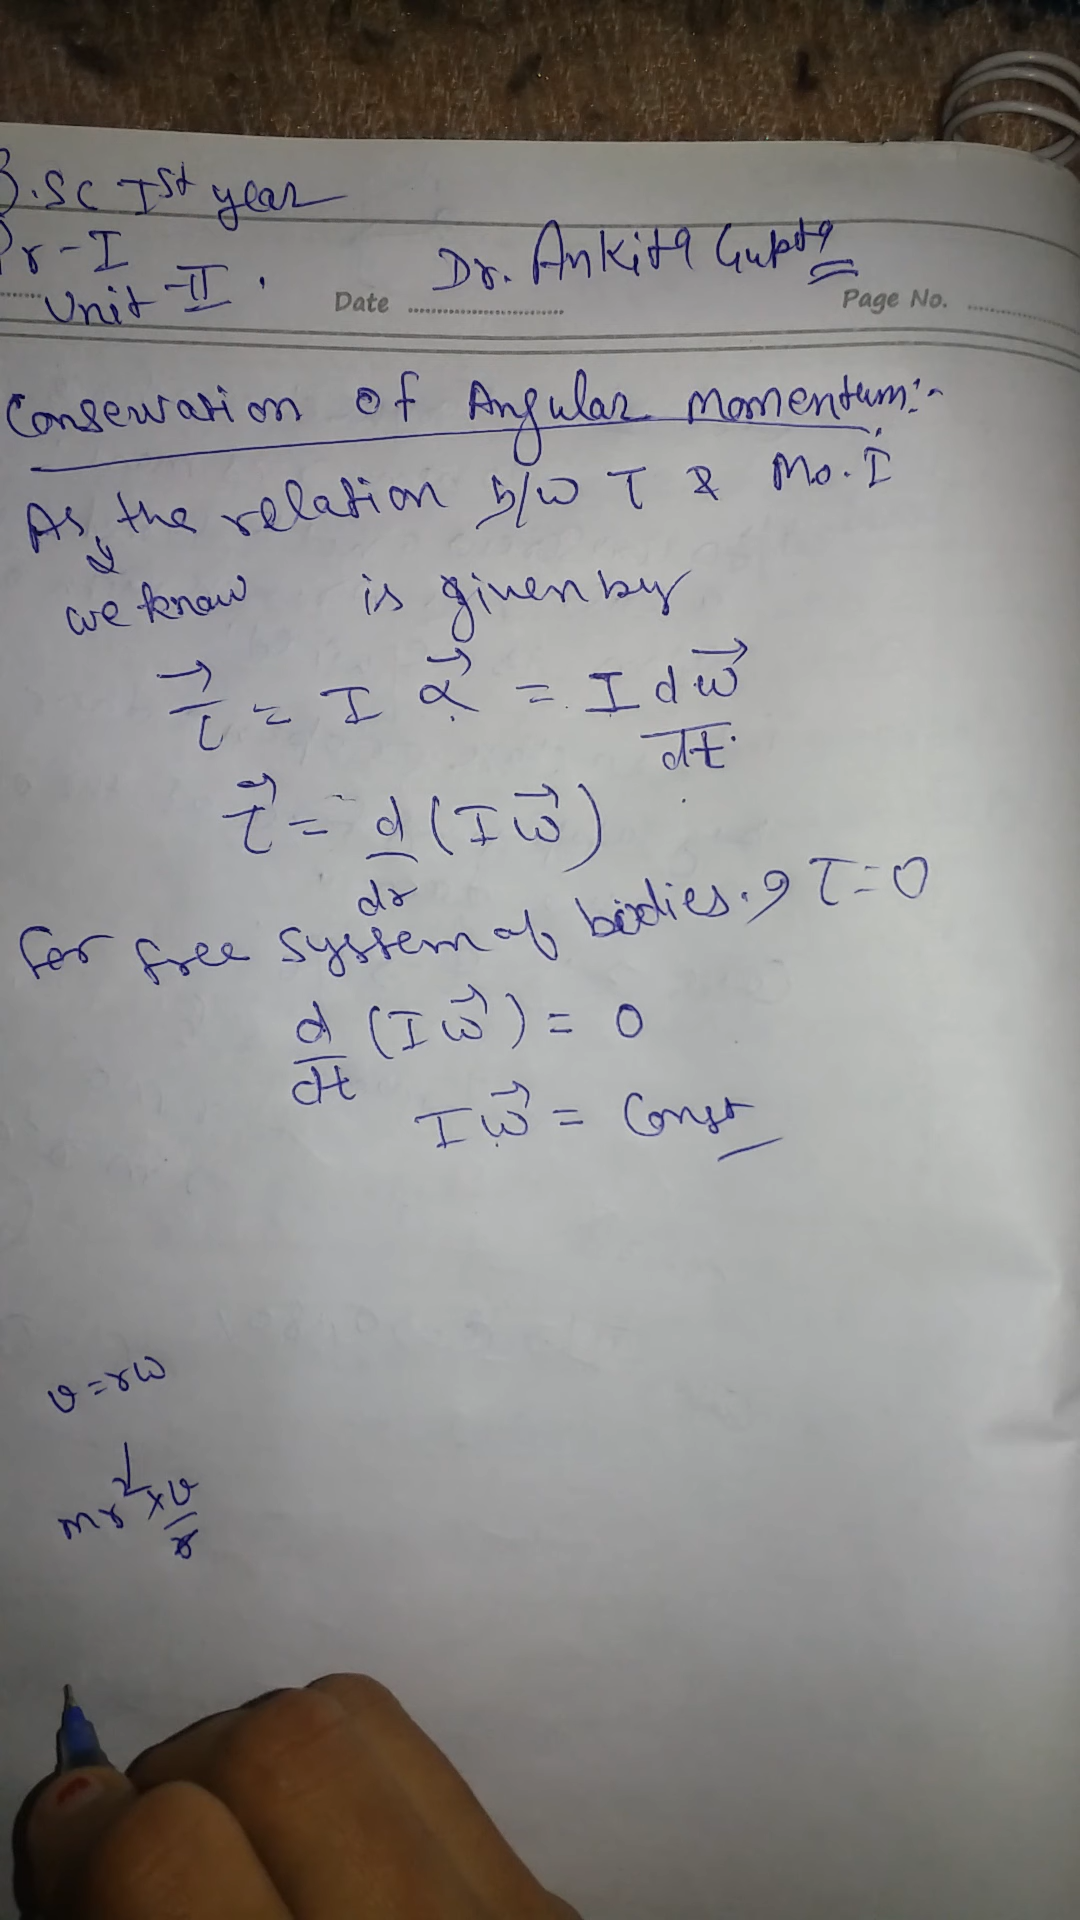 B.SC Ist year
Pr-I
Unit-II.
Dr. Ankita Gupta
Date
Page No.
Conservation of Angular Momentum:-
As the relation b/w τ & Mo.I
we know is given by
τ⃗ = I α⃗ = I dω⃗/dt
τ⃗ = d/dr (Iω⃗)
for free system of bodies, τ=0
d/dt (Iω⃗) = 0
Iω⃗ = Const
v=rω
mr² × v/r